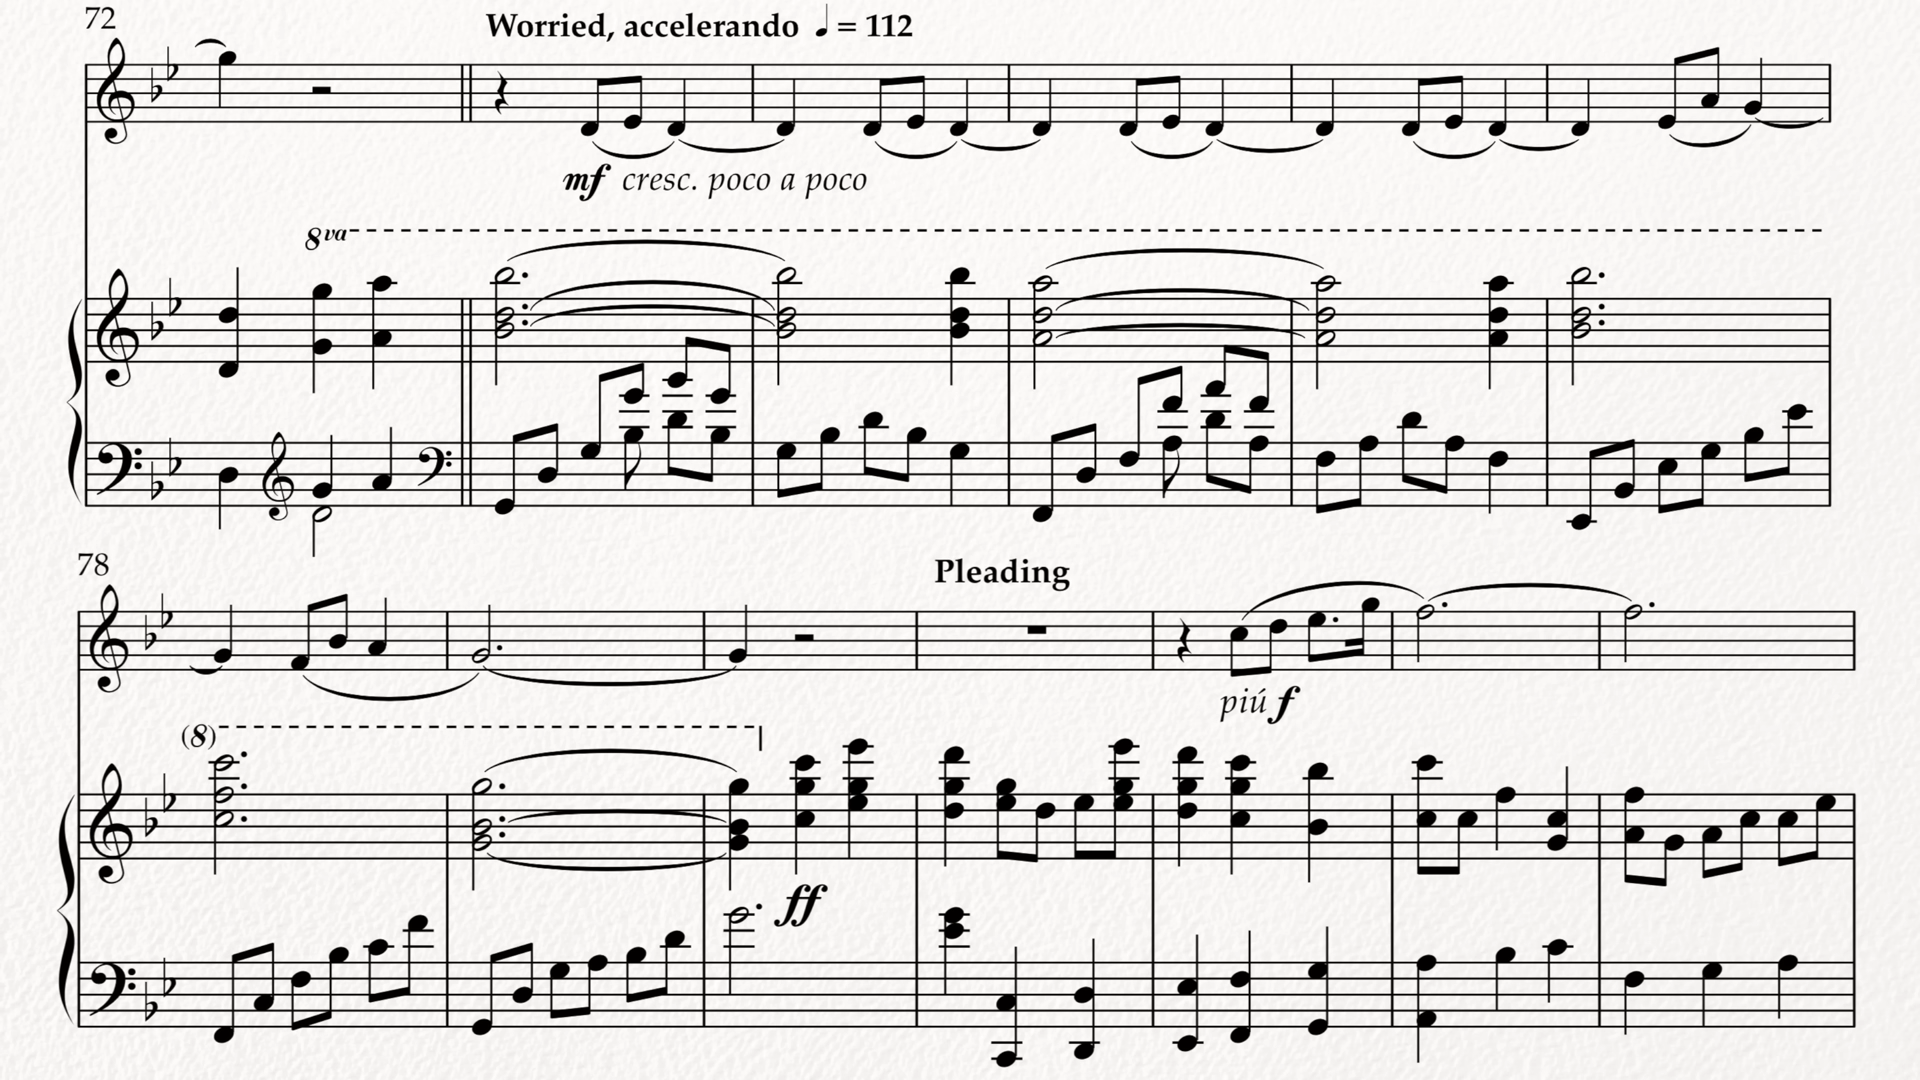 72
Worried, accelerando ♩ = 112
mf cresc. poco a poco
8va
78
Pleading
piú f
(8)
ff